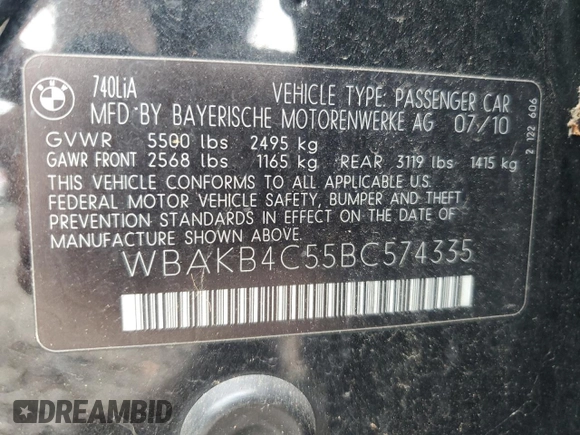 BMW
740LiA
VEHICLE TYPE: PASSENGER CAR
MFD BY BAYERISCHE MOTORENWERKE AG 07/10
GVWR 5500 lbs 2495 kg
GAWR FRONT 2568 lbs 1165 kg REAR 3119 lbs 1415 kg
THIS VEHICLE CONFORMS TO ALL APPLICABLE U.S.
FEDERAL MOTOR VEHICLE SAFETY, BUMPER AND THEFT
PREVENTION STANDARDS IN EFFECT ON THE DATE OF
MANUFACTURE SHOWN ABOVE.
WBAKB4C55BC574335
2 122 606
DREAMBID